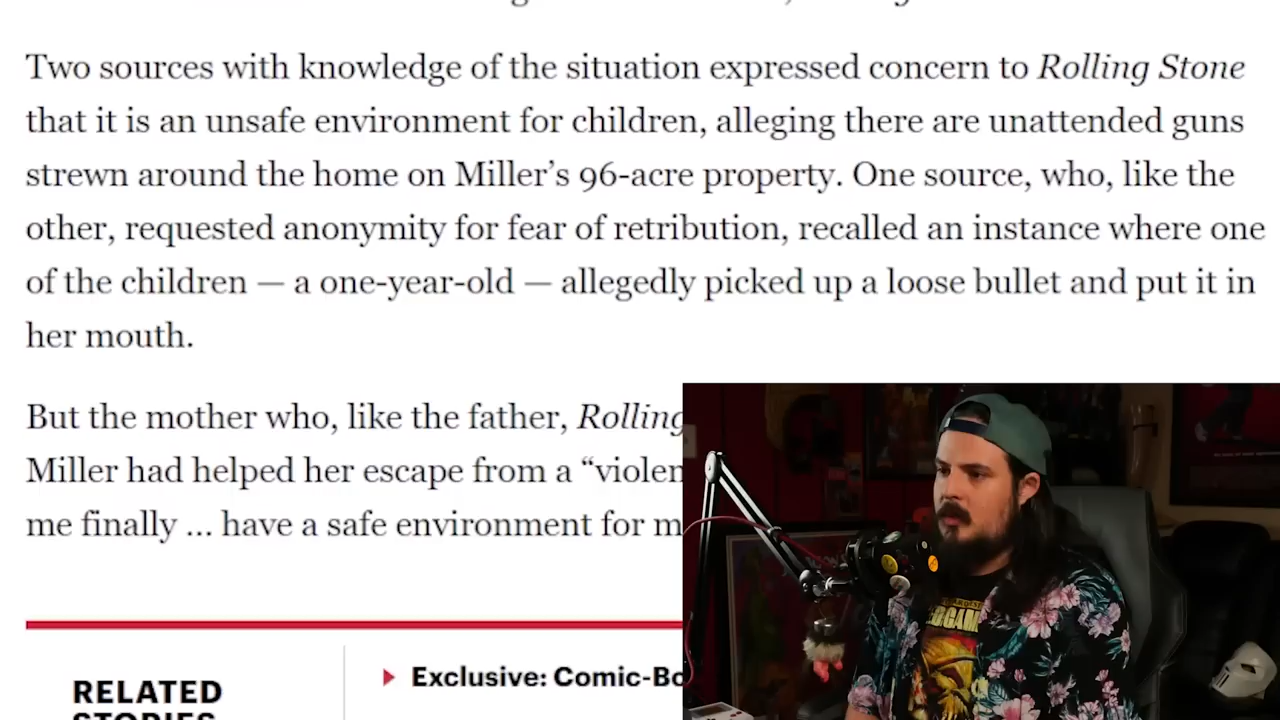 Two sources with knowledge of the situation expressed concern to Rolling Stone
that it is an unsafe environment for children, alleging there are unattended guns
strewn around the home on Miller’s 96-acre property. One source, who, like the
other, requested anonymity for fear of retribution, recalled an instance where one
of the children — a one-year-old — allegedly picked up a loose bullet and put it in
her mouth.
But the mother who, like the father, Rolling
Miller had helped her escape from a “violen
me finally ... have a safe environment for m
RELATED
STORIES
Exclusive: Comic-Bo